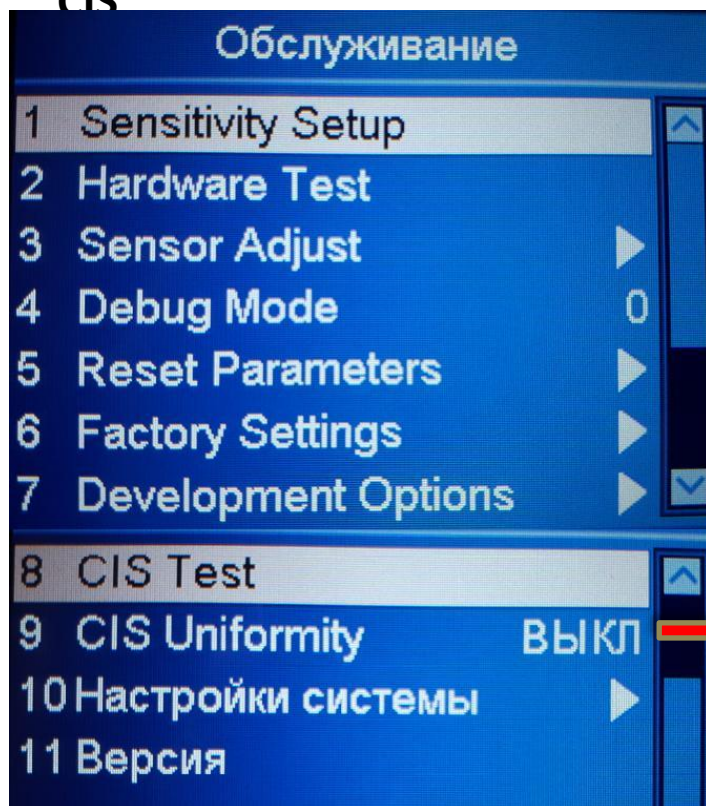 CIS
Обслуживание
1 Sensitivity Setup
2 Hardware Test
3 Sensor Adjust
4 Debug Mode 0
5 Reset Parameters
6 Factory Settings
7 Development Options
8 CIS Test
9 CIS Uniformity ВЫКЛ
10 Настройки системы
11 Версия